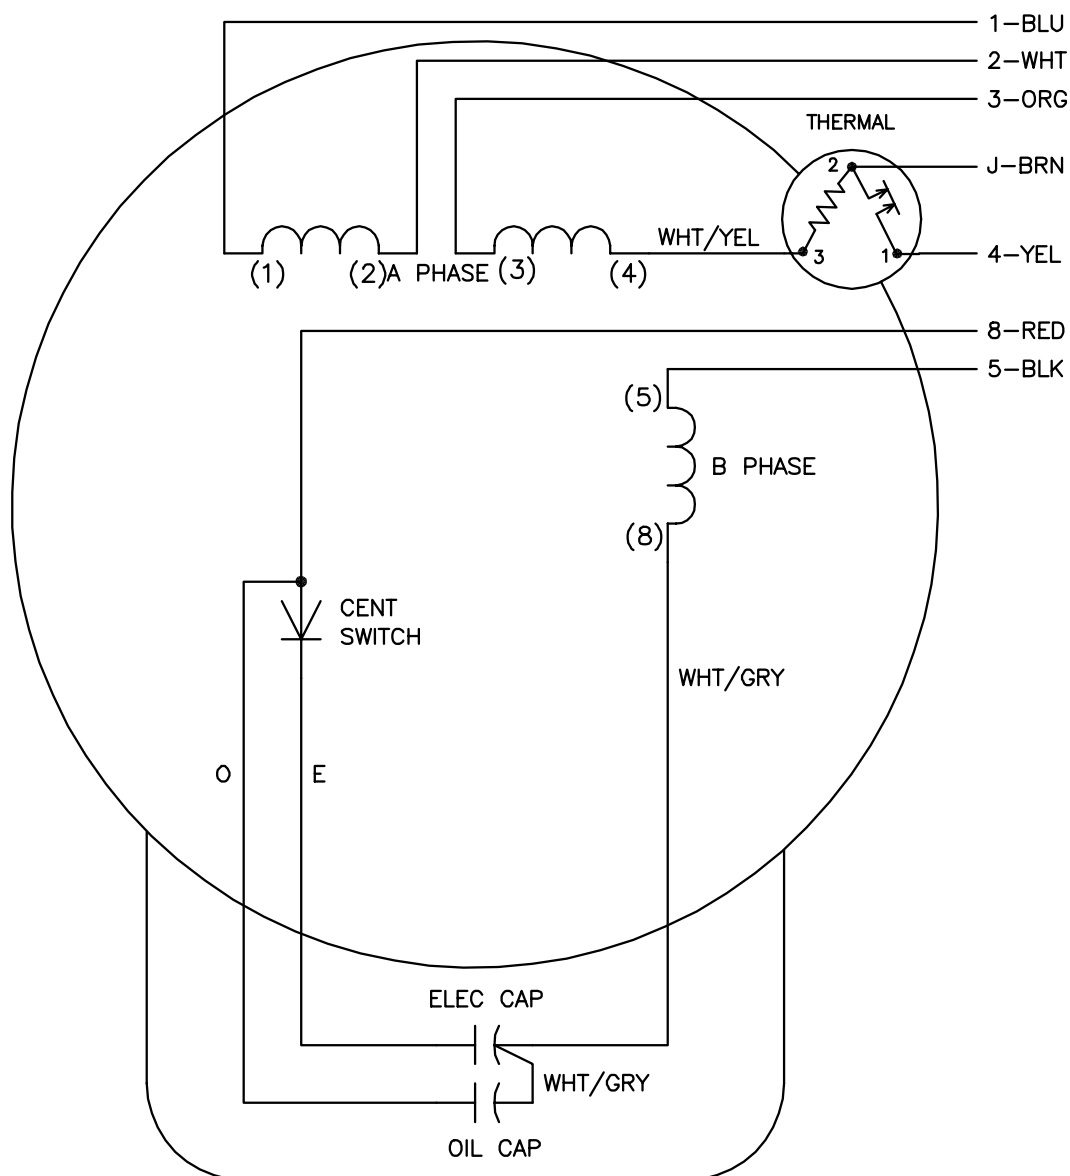 1-BLU
2-WHT
3-ORG
THERMAL
2
J-BRN
WHT/YEL
3
1
4-YEL
(1)
(2)
A PHASE
(3)
(4)
8-RED
5-BLK
(5)
B PHASE
(8)
CENT
SWITCH
WHT/GRY
O
E
ELEC CAP
WHT/GRY
OIL CAP